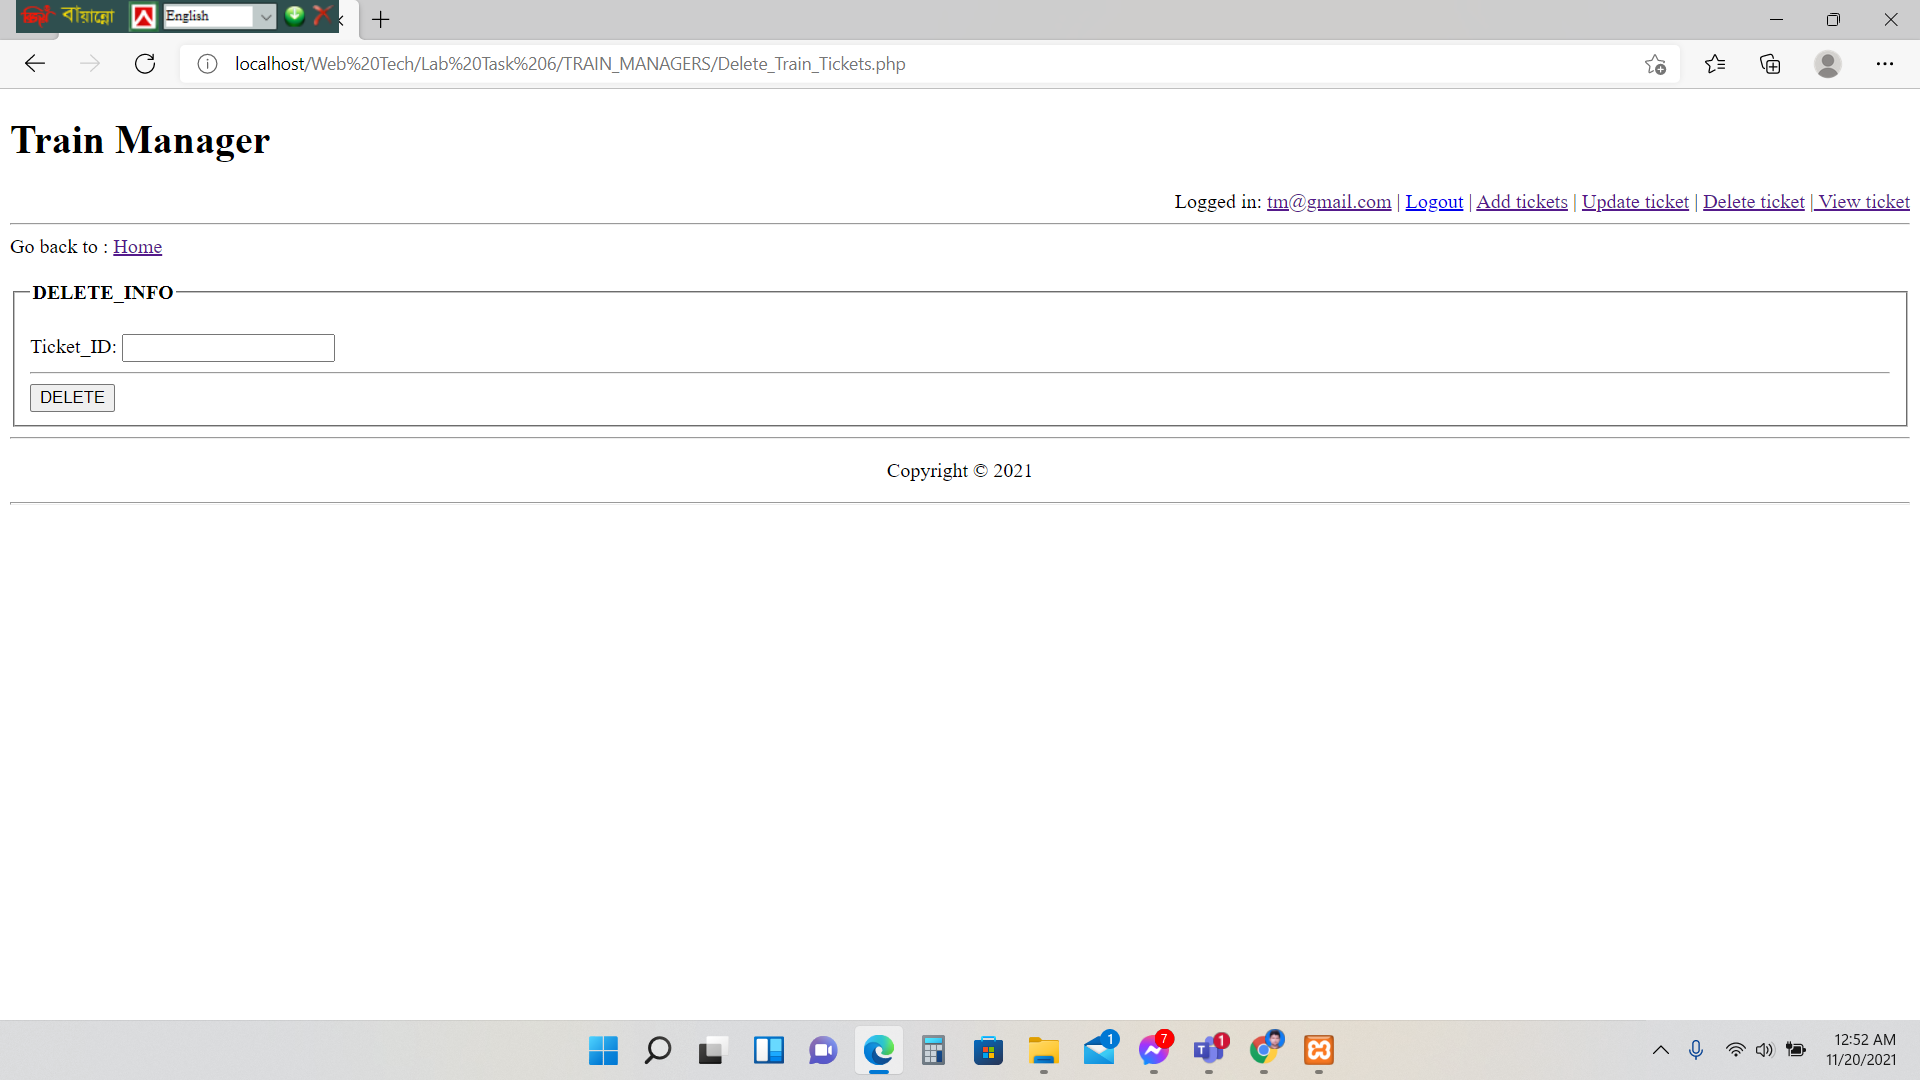 বায়ান্নো English
localhost/Web%20Tech/Lab%20Task%206/TRAIN_MANAGERS/Delete_Train_Tickets.php
Train Manager
Logged in: tm@gmail.com | Logout | Add tickets | Update ticket | Delete ticket | View ticket
Go back to : Home
DELETE_INFO
Ticket_ID:
DELETE
Copyright © 2021
1 7 1
12:52 AM
11/20/2021